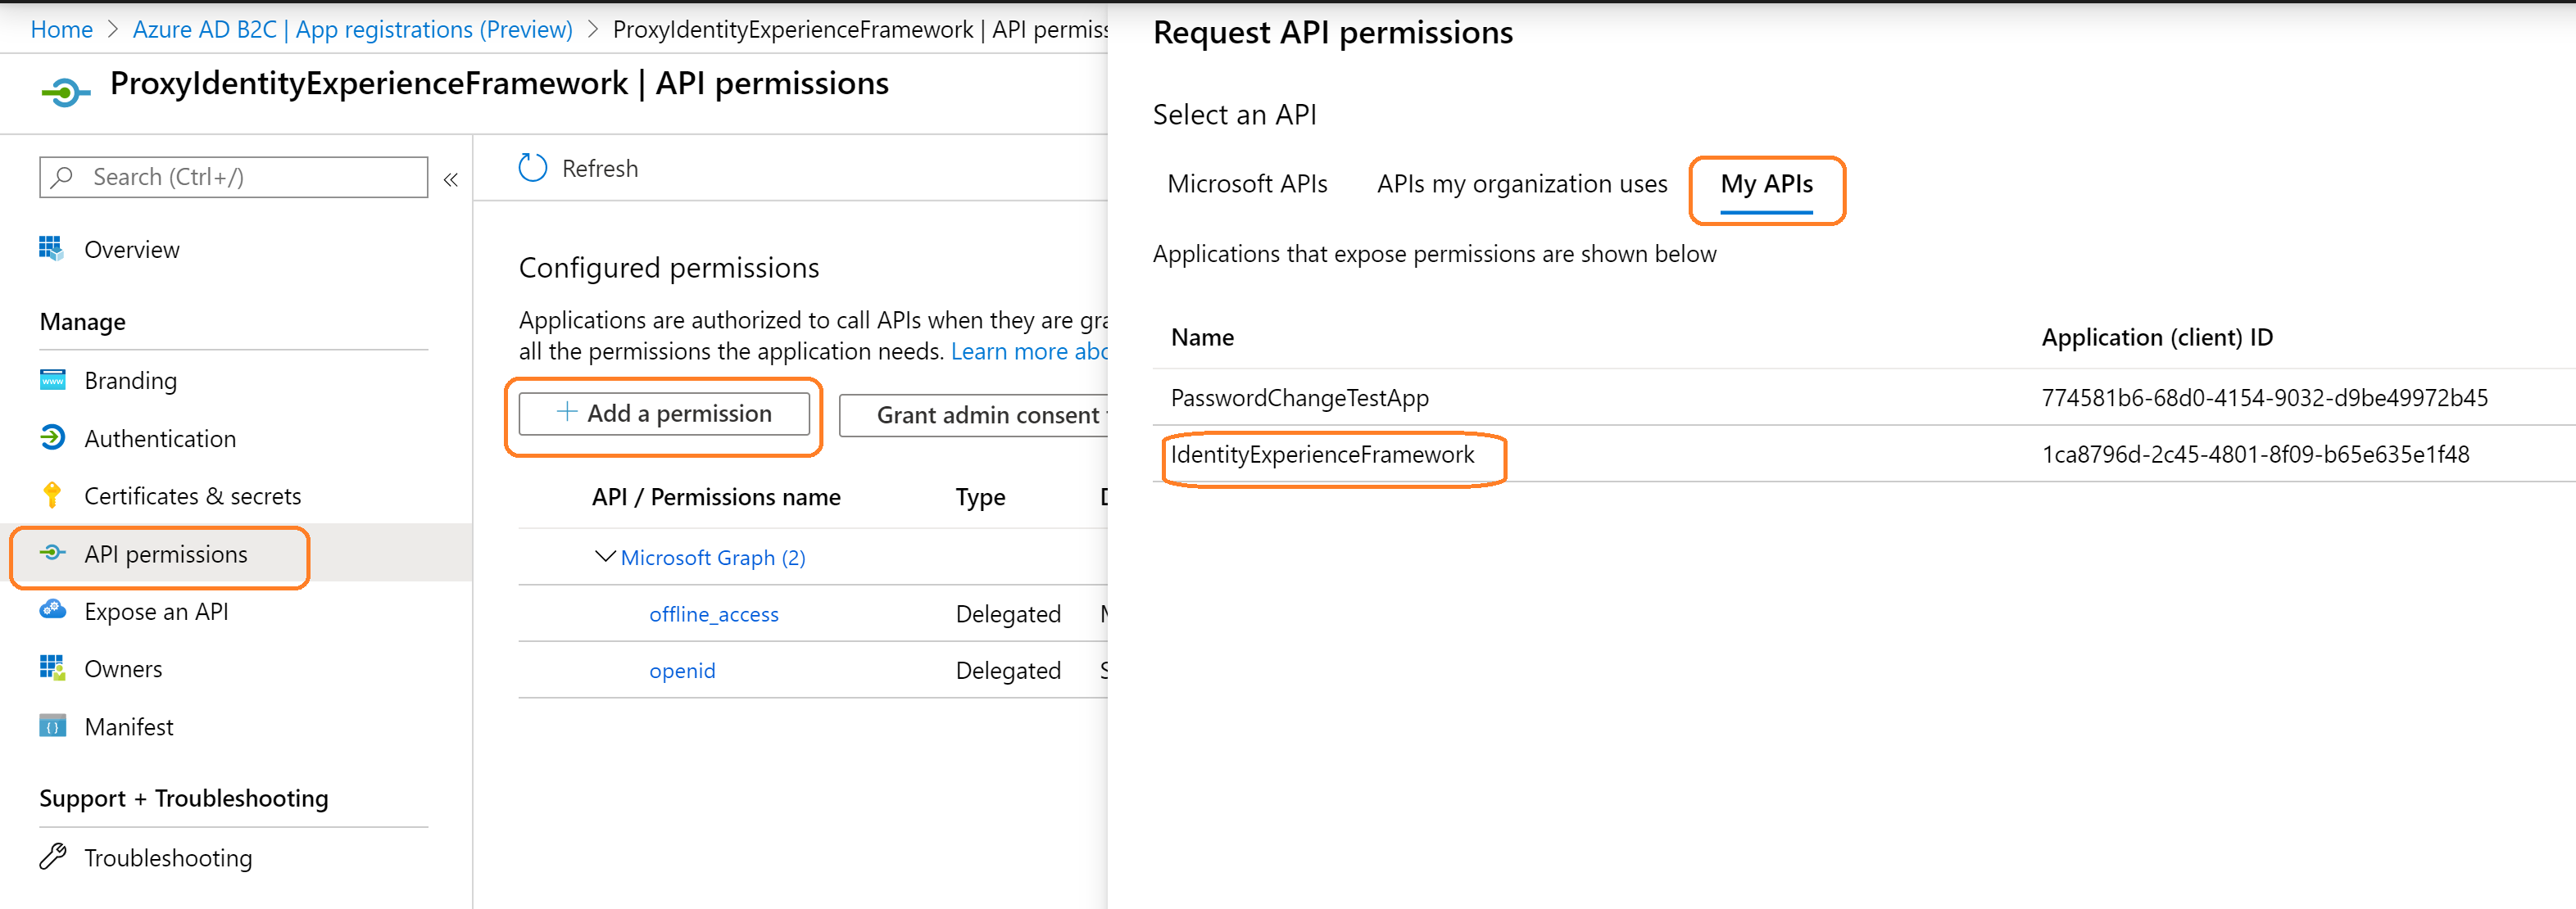 Home > Azure AD B2C | App registrations (Preview) > ProxyIdentityExperienceFramework | API permiss
ProxyIdentityExperienceFramework | API permissions
Search (Ctrl+/)
«
Overview
Manage
Branding
Authentication
Certificates & secrets
API permissions
Expose an API
Owners
Manifest
Support + Troubleshooting
Troubleshooting
Refresh
Configured permissions
Applications are authorized to call APIs when they are gra
all the permissions the application needs. Learn more abo
+ Add a permission
Grant admin consent
API / Permissions name Type
Microsoft Graph (2)
offline_access Delegated
openid Delegated
Request API permissions
Select an API
Microsoft APIs APIs my organization uses My APIs
Applications that expose permissions are shown below
Name Application (client) ID
PasswordChangeTestApp 774581b6-68d0-4154-9032-d9be49972b45
IdentityExperienceFramework 1ca8796d-2c45-4801-8f09-b65e635e1f48